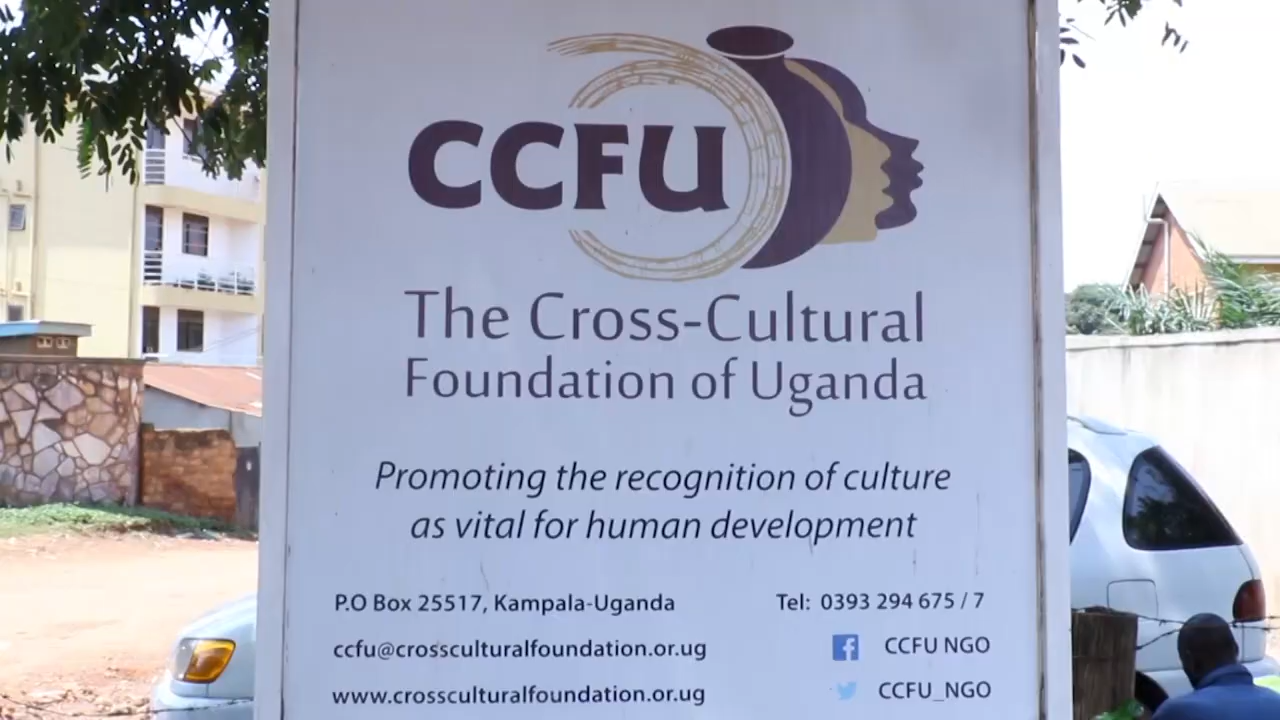 CCFU
The Cross-Cultural
Foundation of Uganda
Promoting the recognition of culture
as vital for human development
P.O Box 25517, Kampala-Uganda
Tel: 0393 294 675 / 7
ccfu@crossculturalfoundation.or.ug
CCFU NGO
www.crossculturalfoundation.or.ug
CCFU_NGO